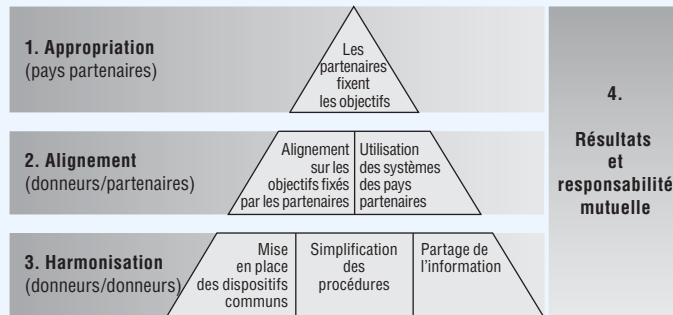 1. Appropriation
(pays partenaires)
Les
partenaires
fixent
les objectifs
2. Alignement
(donneurs/partenaires)
Alignement
sur les
objectifs fixés
par les partenaires
Utilisation
des systèmes
des pays
partenaires
3. Harmonisation
(donneurs/donneurs)
Mise
en place
des dispositifs
communs
Simplification
des
procédures
Partage de
l’information
4.
Résultats
et
responsabilité
mutuelle